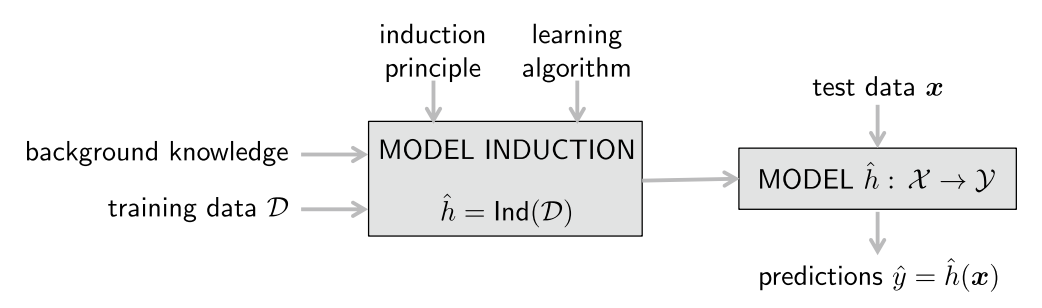 induction
principle
learning
algorithm
background knowledge
training data 𝒟
MODEL INDUCTION
ĥ = Ind(𝒟)
test data 𝒙
MODEL ĥ : 𝒳 → 𝒴
predictions ŷ = ĥ(𝒙)